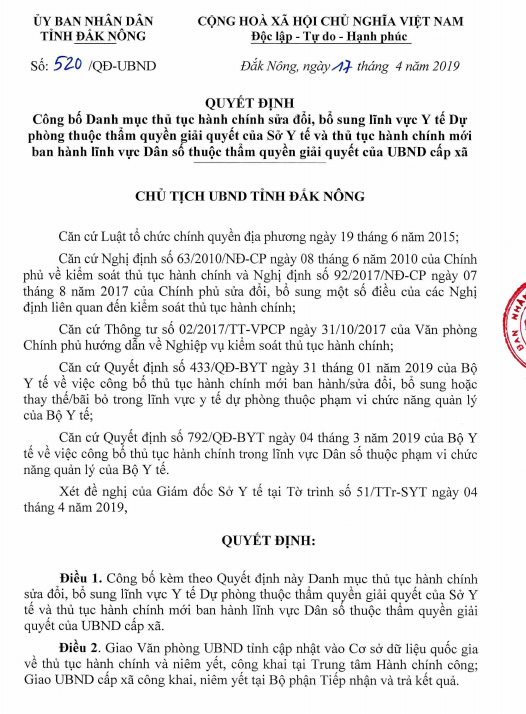 ỦY BAN NHÂN DÂN
TỈNH ĐẮK NÔNG
CỘNG HOÀ XÃ HỘI CHỦ NGHĨA VIỆT NAM
Độc lập - Tự do - Hạnh phúc
Số: 520 /QĐ-UBND
Đắk Nông, ngày 17 tháng 4 năm 2019
QUYẾT ĐỊNH
Công bố Danh mục thủ tục hành chính sửa đổi, bổ sung lĩnh vực Y tế Dự
phòng thuộc thẩm quyền giải quyết của Sở Y tế và thủ tục hành chính mới
ban hành lĩnh vực Dân số thuộc thẩm quyền giải quyết của UBND cấp xã
CHỦ TỊCH UBND TỈNH ĐẮK NÔNG
Căn cứ Luật tổ chức chính quyền địa phương ngày 19 tháng 6 năm 2015;
Căn cứ Nghị định số 63/2010/NĐ-CP ngày 08 tháng 6 năm 2010 của Chính
phủ về kiểm soát thủ tục hành chính và Nghị định số 92/2017/NĐ-CP ngày 07
tháng 8 năm 2017 của Chính phủ sửa đổi, bổ sung một số điều của các Nghị
định liên quan đến kiểm soát thủ tục hành chính;
Căn cứ Thông tư số 02/2017/TT-VPCP ngày 31/10/2017 của Văn phòng
Chính phủ hướng dẫn về Nghiệp vụ kiểm soát thủ tục hành chính;
Căn cứ Quyết định số 433/QĐ-BYT ngày 31 tháng 01 năm 2019 của Bộ
Y tế về việc công bố thủ tục hành chính mới ban hành/sửa đổi, bổ sung hoặc
thay thế/bãi bỏ trong lĩnh vực y tế dự phòng thuộc phạm vi chức năng quản lý
của Bộ Y tế;
Căn cứ Quyết định số 792/QĐ-BYT ngày 04 tháng 3 năm 2019 của Bộ Y
tế về việc công bố thủ tục hành chính trong lĩnh vực Dân số thuộc phạm vi chức
năng quản lý của Bộ Y tế.
Xét đề nghị của Giám đốc Sở Y tế tại Tờ trình số 51/TTr-SYT ngày 04
tháng 4 năm 2019,
QUYẾT ĐỊNH:
Điều 1. Công bố kèm theo Quyết định này Danh mục thủ tục hành chính
sửa đổi, bổ sung lĩnh vực Y tế Dự phòng thuộc thẩm quyền giải quyết của Sở Y
tế và thủ tục hành chính mới ban hành lĩnh vực Dân số thuộc thẩm quyền giải
quyết của UBND cấp xã.
Điều 2. Giao Văn phòng UBND tỉnh cập nhật vào Cơ sở dữ liệu quốc gia
về thủ tục hành chính và niêm yết, công khai tại Trung tâm Hành chính công;
Giao UBND cấp xã công khai, niêm yết tại Bộ phận Tiếp nhận và trả kết quả.
BAN NHÂN